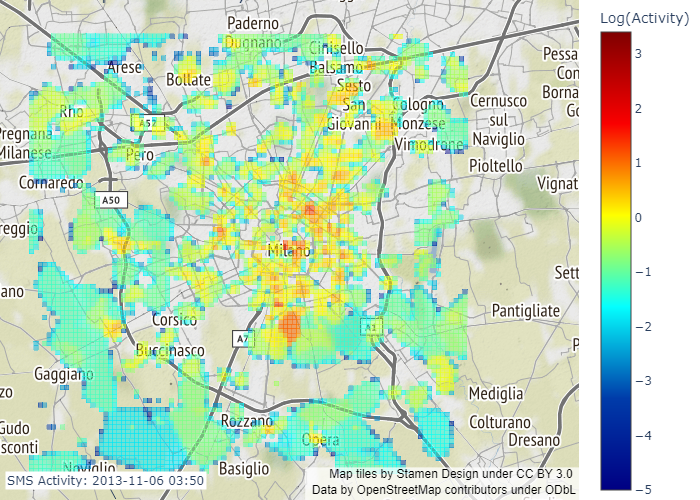 Log(Activity)
Paderno
Dugnano
Cinisello
Balsamo
Arese
Bollate
Sesto
San
Giovanni
Rho
A52
Cologno
Monzese
Cernusco
sul
Naviglio
Pessa
Con
Borna
Go
Pregnana
Milanese
Pero
Vimodrone
Pioltello
Cornaredo
A50
Vignat
reggio
Milano
Sett
ano
Corsico
A7
A1
Pantigliate
P
Buccinasco
Gaggiano
Mediglia
zo
Rozzano
Colturano
Gudo
sconti
Opera
Dresano
Noviglio
Basiglio
SMS Activity: 2013-11-06 03:50
Map tiles by Stamen Design under CC BY 3.0
Data by OpenStreetMap contributors under ODbL
3
2
1
0
−1
−2
−3
−4
−5